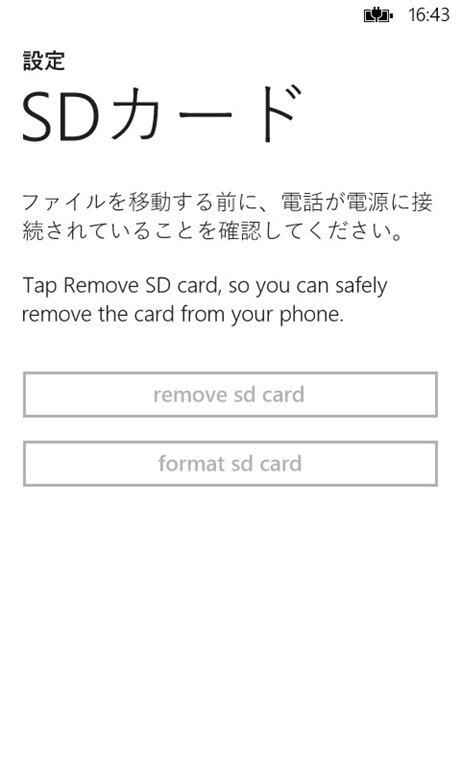 16:43
設定
SDカード
ファイルを移動する前に、電話が電源に接
続されていることを確認してください。
Tap Remove SD card, so you can safely
remove the card from your phone.
remove sd card
format sd card